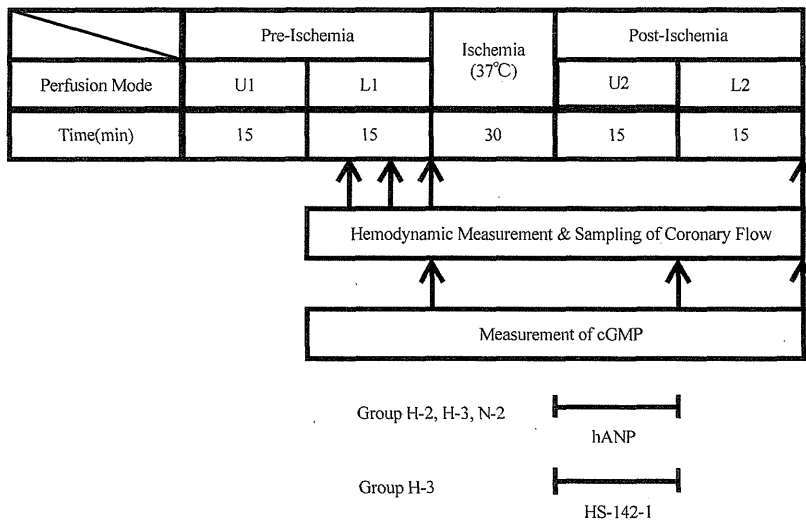 Pre-Ischemia
Ischemia
(37℃)
Post-Ischemia
Perfusion Mode
U1
L1
U2
L2
Time(min)
15
15
30
15
15
Hemodynamic Measurement & Sampling of Coronary Flow
Measurement of cGMP
Group H-2, H-3, N-2
hANP
Group H-3
HS-142-1